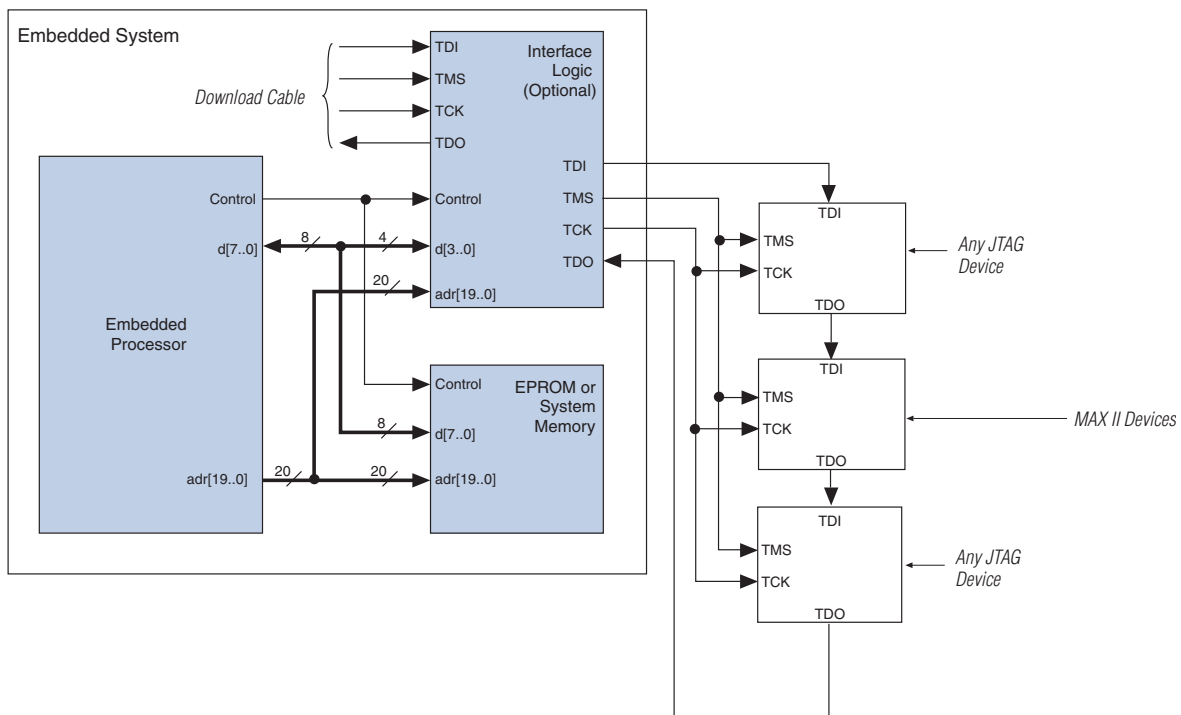 Embedded System
Download Cable
TDI
TMS
TCK
TDO
Interface
Logic
(Optional)
TDI
TMS
TCK
TDO
Control
d[3..0]
adr[19..0]
Control
d[7..0]
8
4
20
Embedded
Processor
adr[19..0]
20
20
8
Control
d[7..0]
adr[19..0]
EPROM or
System
Memory
TDI
TMS
TCK
TDO
Any JTAG
Device
TDI
TMS
TCK
TDO
MAX II Devices
TDI
TMS
TCK
TDO
Any JTAG
Device